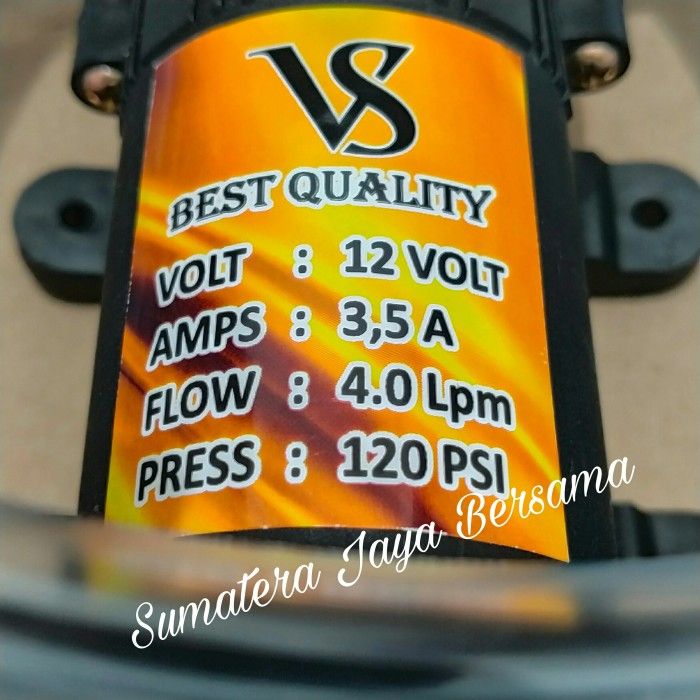 VS
BEST QUALITY
VOLT : 12 VOLT
AMPS : 3,5 A
FLOW : 4.0 Lpm
PRESS : 120 PSI
Sumatera Jaya Bersama